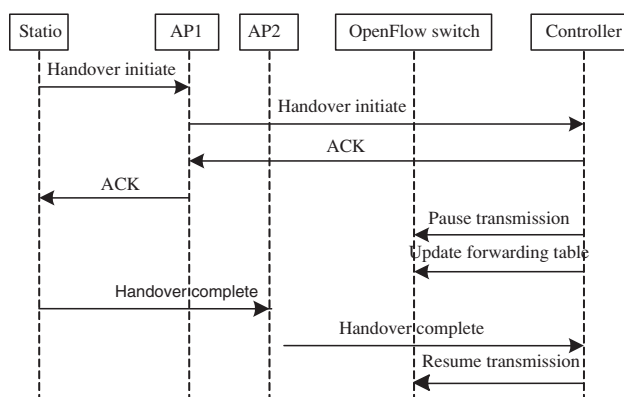 Statio
AP1
AP2
OpenFlow switch
Controller
Handover initiate
Handover initiate
ACK
ACK
Pause transmission
Update forwarding table
Handover complete
Handover complete
Resume transmission